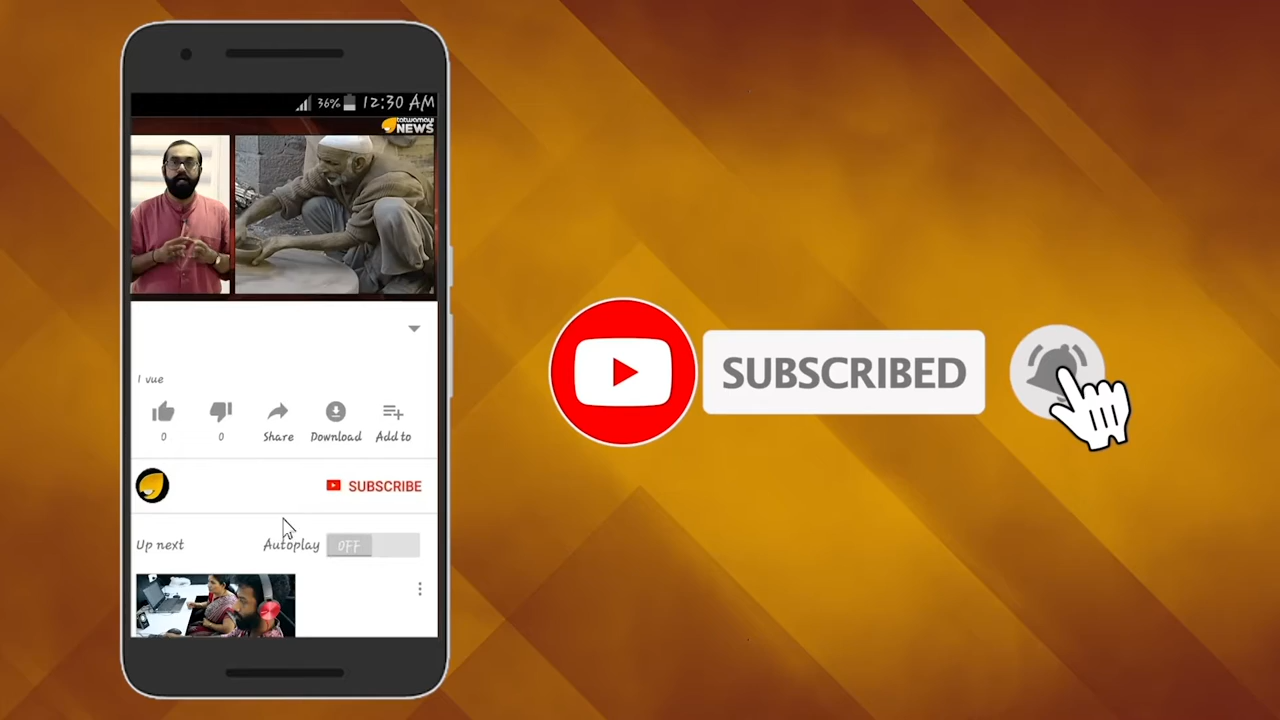 36% 12:30 AM
tatwamayi
NEWS
1 vue
0 0 Share Download Add to
SUBSCRIBE
Up next Autoplay OFF
SUBSCRIBED